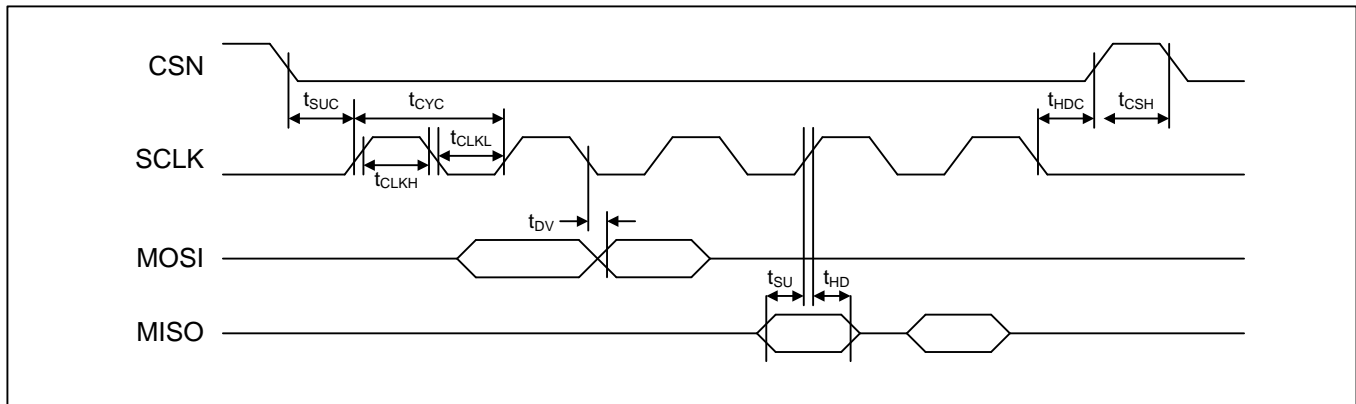 CSN
tSUC
tCYC
tHDC
tCSH
tCLKL
SCLK
tCLKH
tDV
MOSI
tSU
tHD
MISO